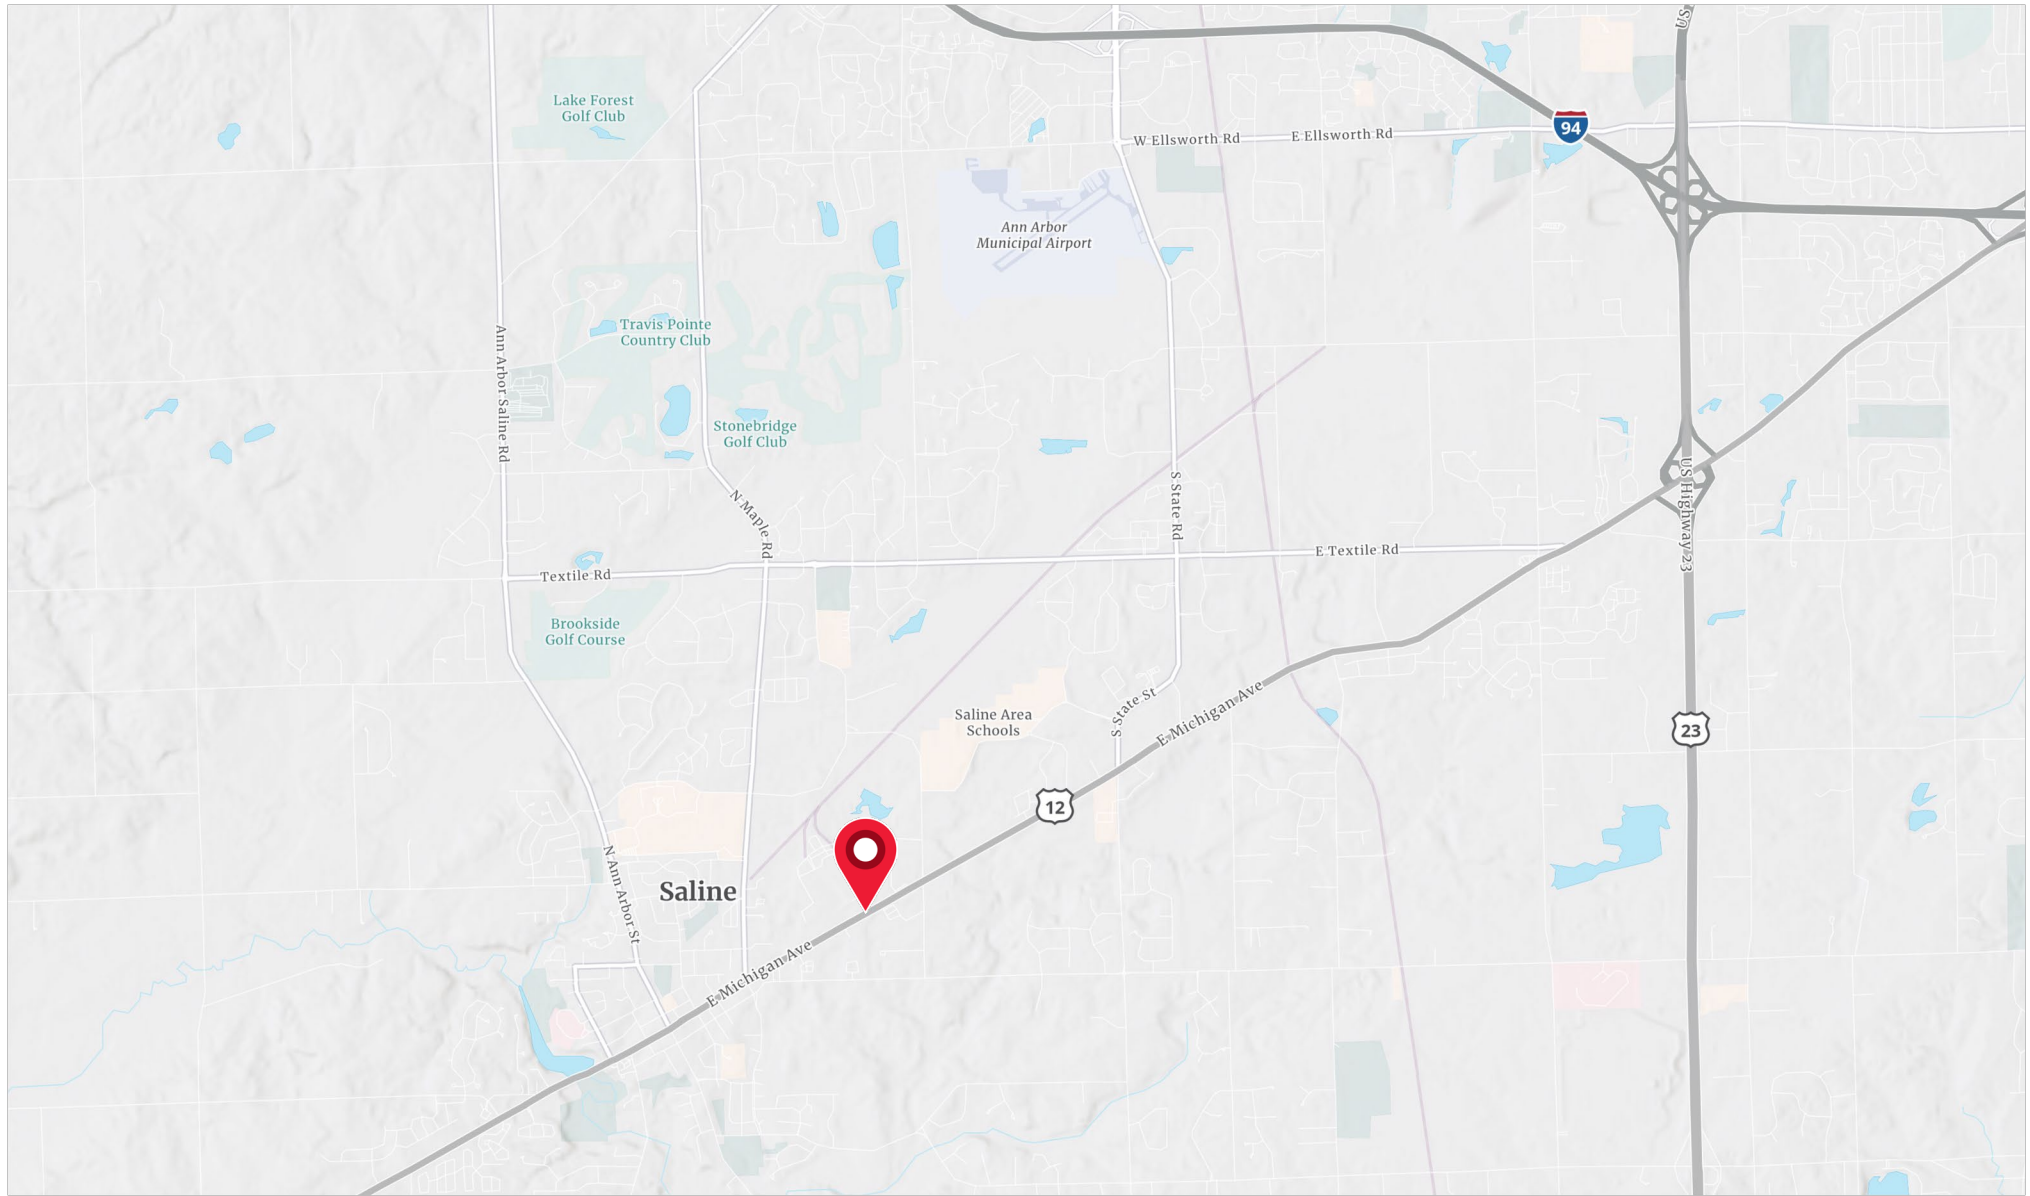 US
Lake Forest
Golf Club
94
W Ellsworth Rd
E Ellsworth Rd
Ann Arbor
Municipal Airport
Ann Arbor Saline Rd
Travis Pointe
Country Club
Stonebridge
Golf Club
N Maple Rd
S State Rd
US Highway 23
E Textile Rd
Textile Rd
Brookside
Golf Course
Saline Area
Schools
S State St
E Michigan Ave
23
12
N Ann Arbor St
Saline
E Michigan Ave